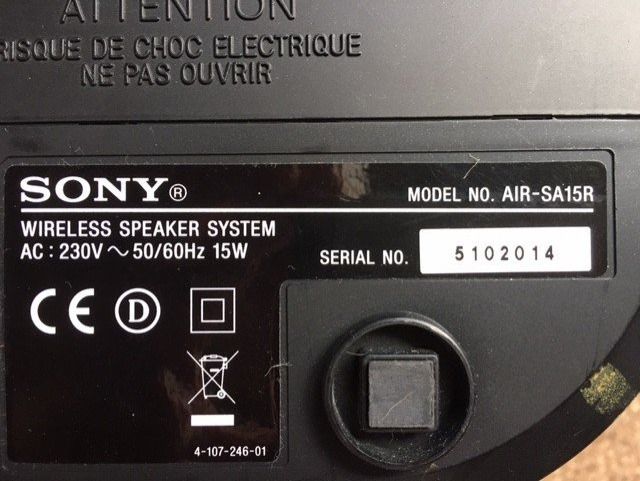 ATTENTION
RISQUE DE CHOC ELECTRIQUE
NE PAS OUVRIR
SONY®
MODEL NO. AIR-SA15R
WIRELESS SPEAKER SYSTEM
AC : 230V ~ 50/60Hz 15W
SERIAL NO. 5102014
CE D
4-107-246-01